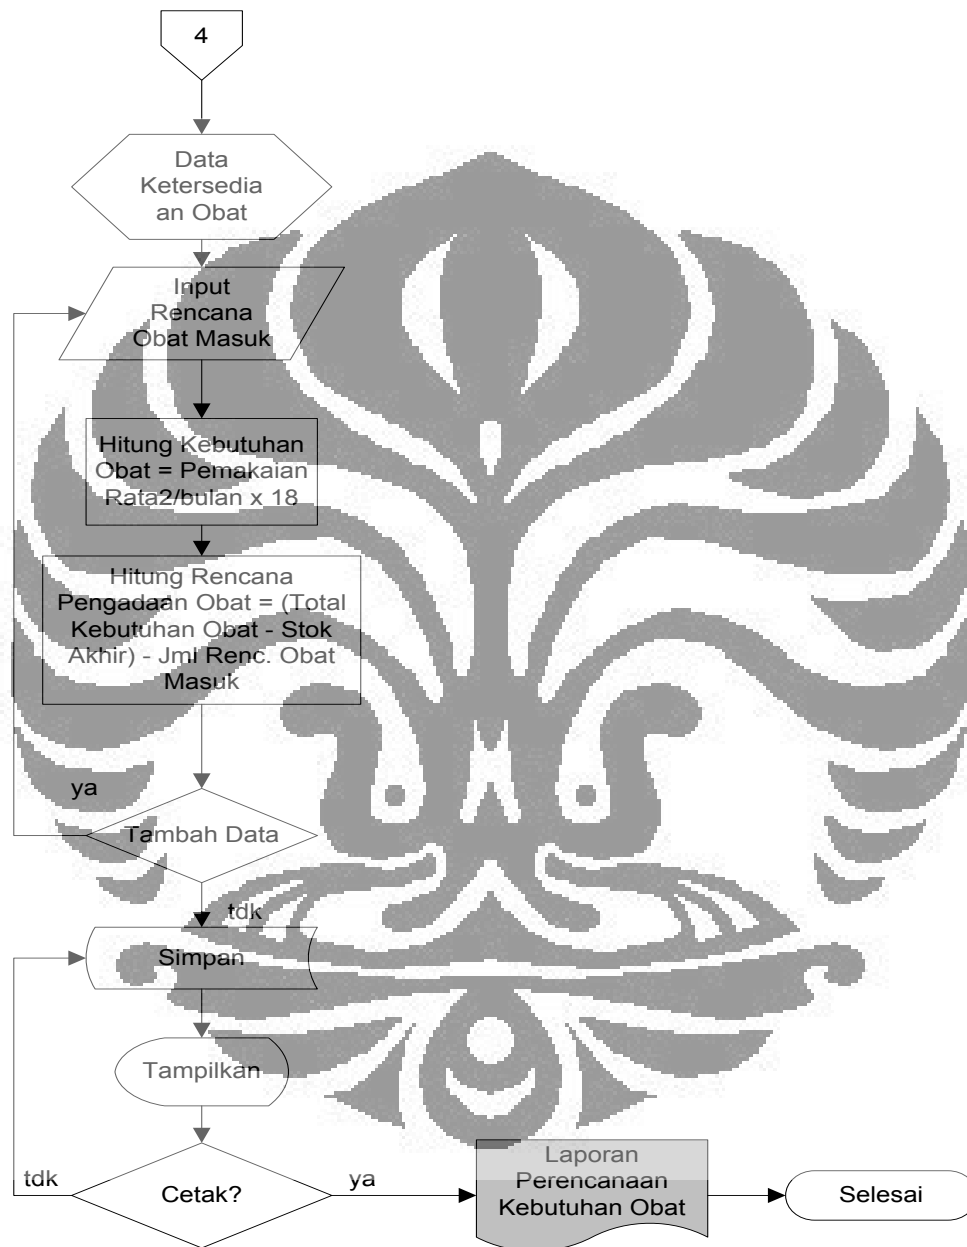 4
Data
Ketersedia
an Obat
Input
Rencana
Obat Masuk
Hitung Kebutuhan
Obat = Pemakaian
Rata2/bulan x 18
Hitung Rencana
Pengadaan Obat = (Total
Kebutuhan Obat - Stok
Akhir) - Jml Renc. Obat
Masuk
ya
Tambah Data
tdk
Simpan
Tampilkan
tdk
Cetak?
ya
Laporan
Perencanaan
Kebutuhan Obat
Selesai